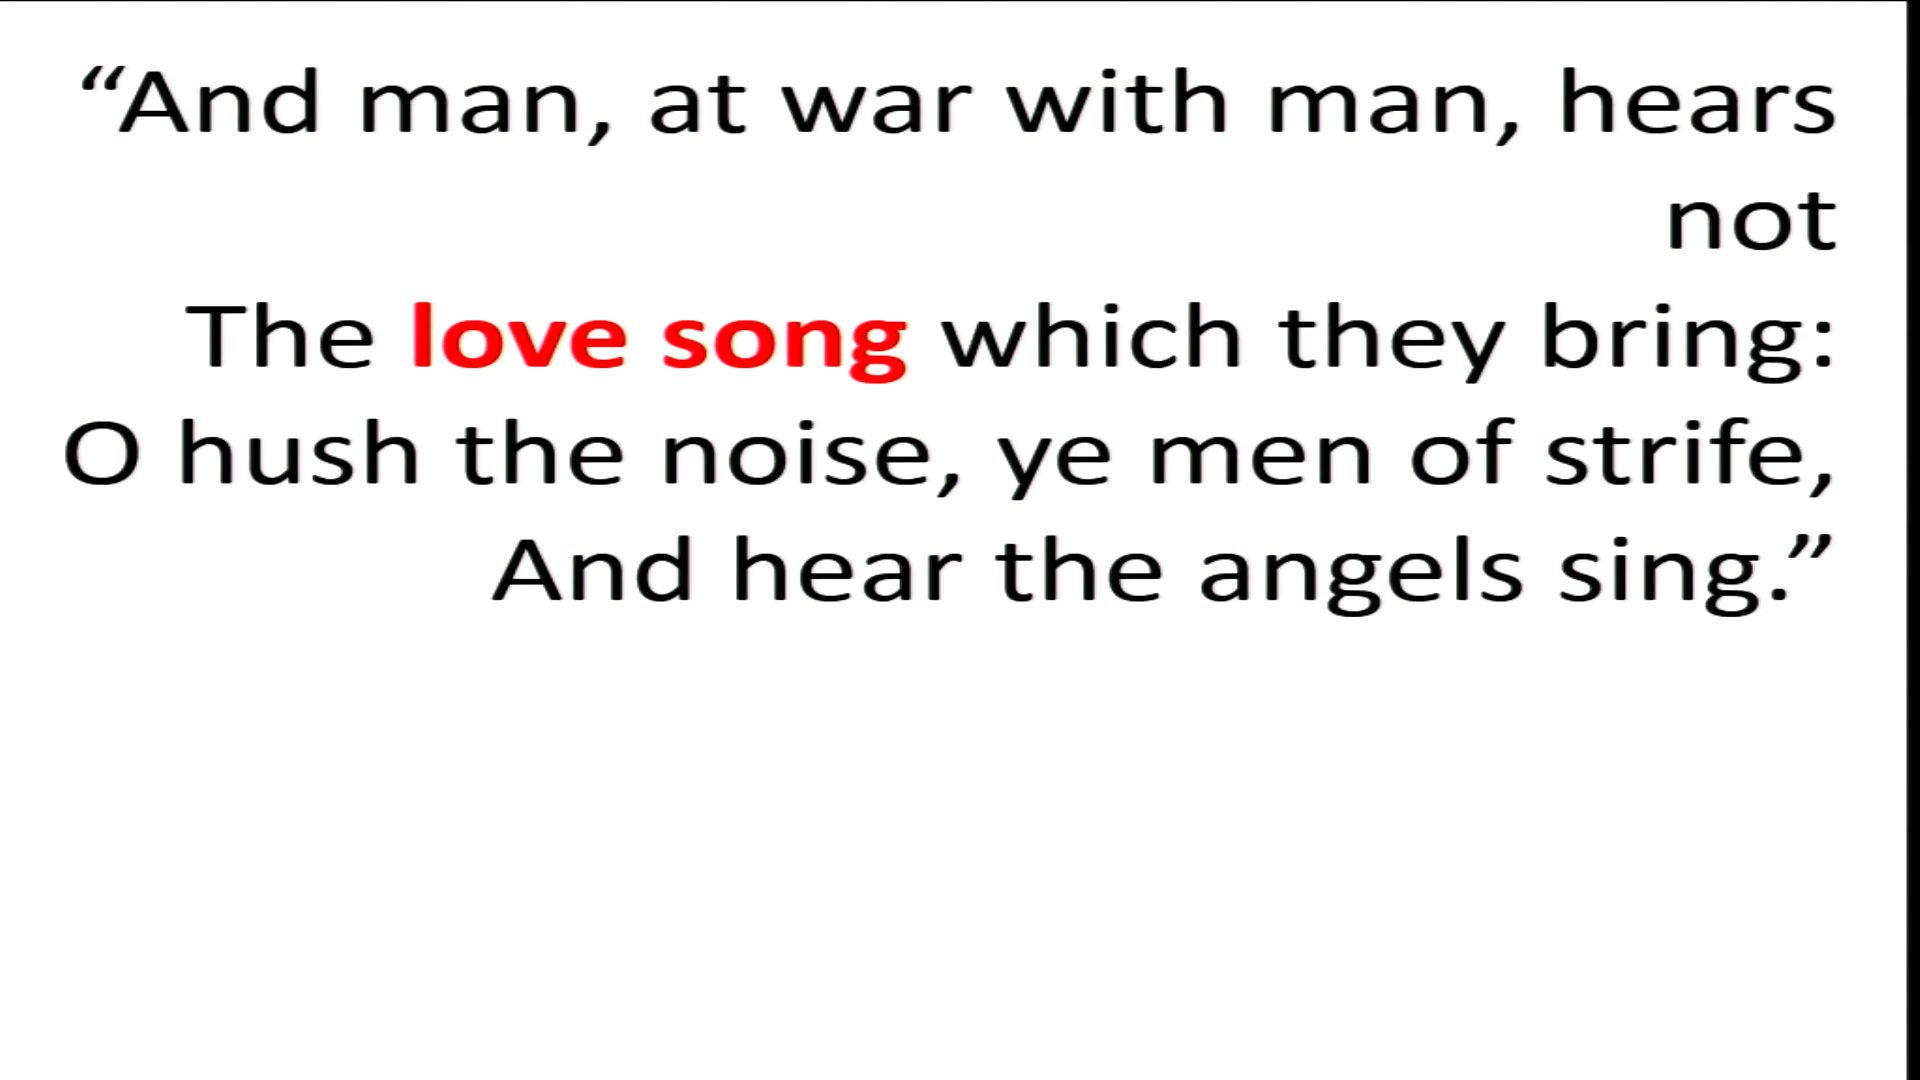 “And man, at war with man, hears
not
The love song which they bring:
O hush the noise, ye men of strife,
And hear the angels sing.”